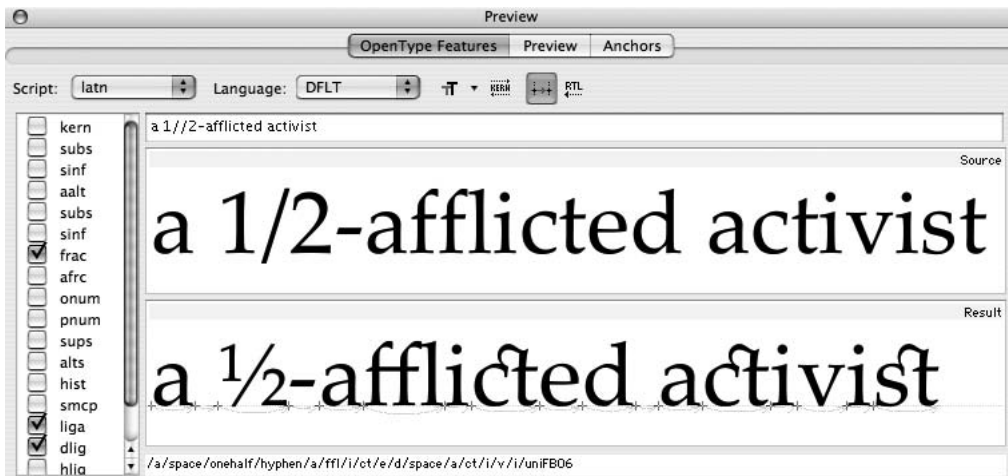 Preview
OpenType Features Preview Anchors
Script: latn Language: DFLT T KERN RTL
a 1//2-afflicted activist
kern
subs
sinf
aalt
subs
sinf
frac
afrc
onum
pnum
sups
alts
hist
smcp
liga
dlig
hlig
Source
a 1/2-afflicted activist
Result
a ½-afflicted activist
/a/space/onehalf/hyphen/a/ffl/i/ct/e/d/space/a/ct/i/v/i/uniFB06